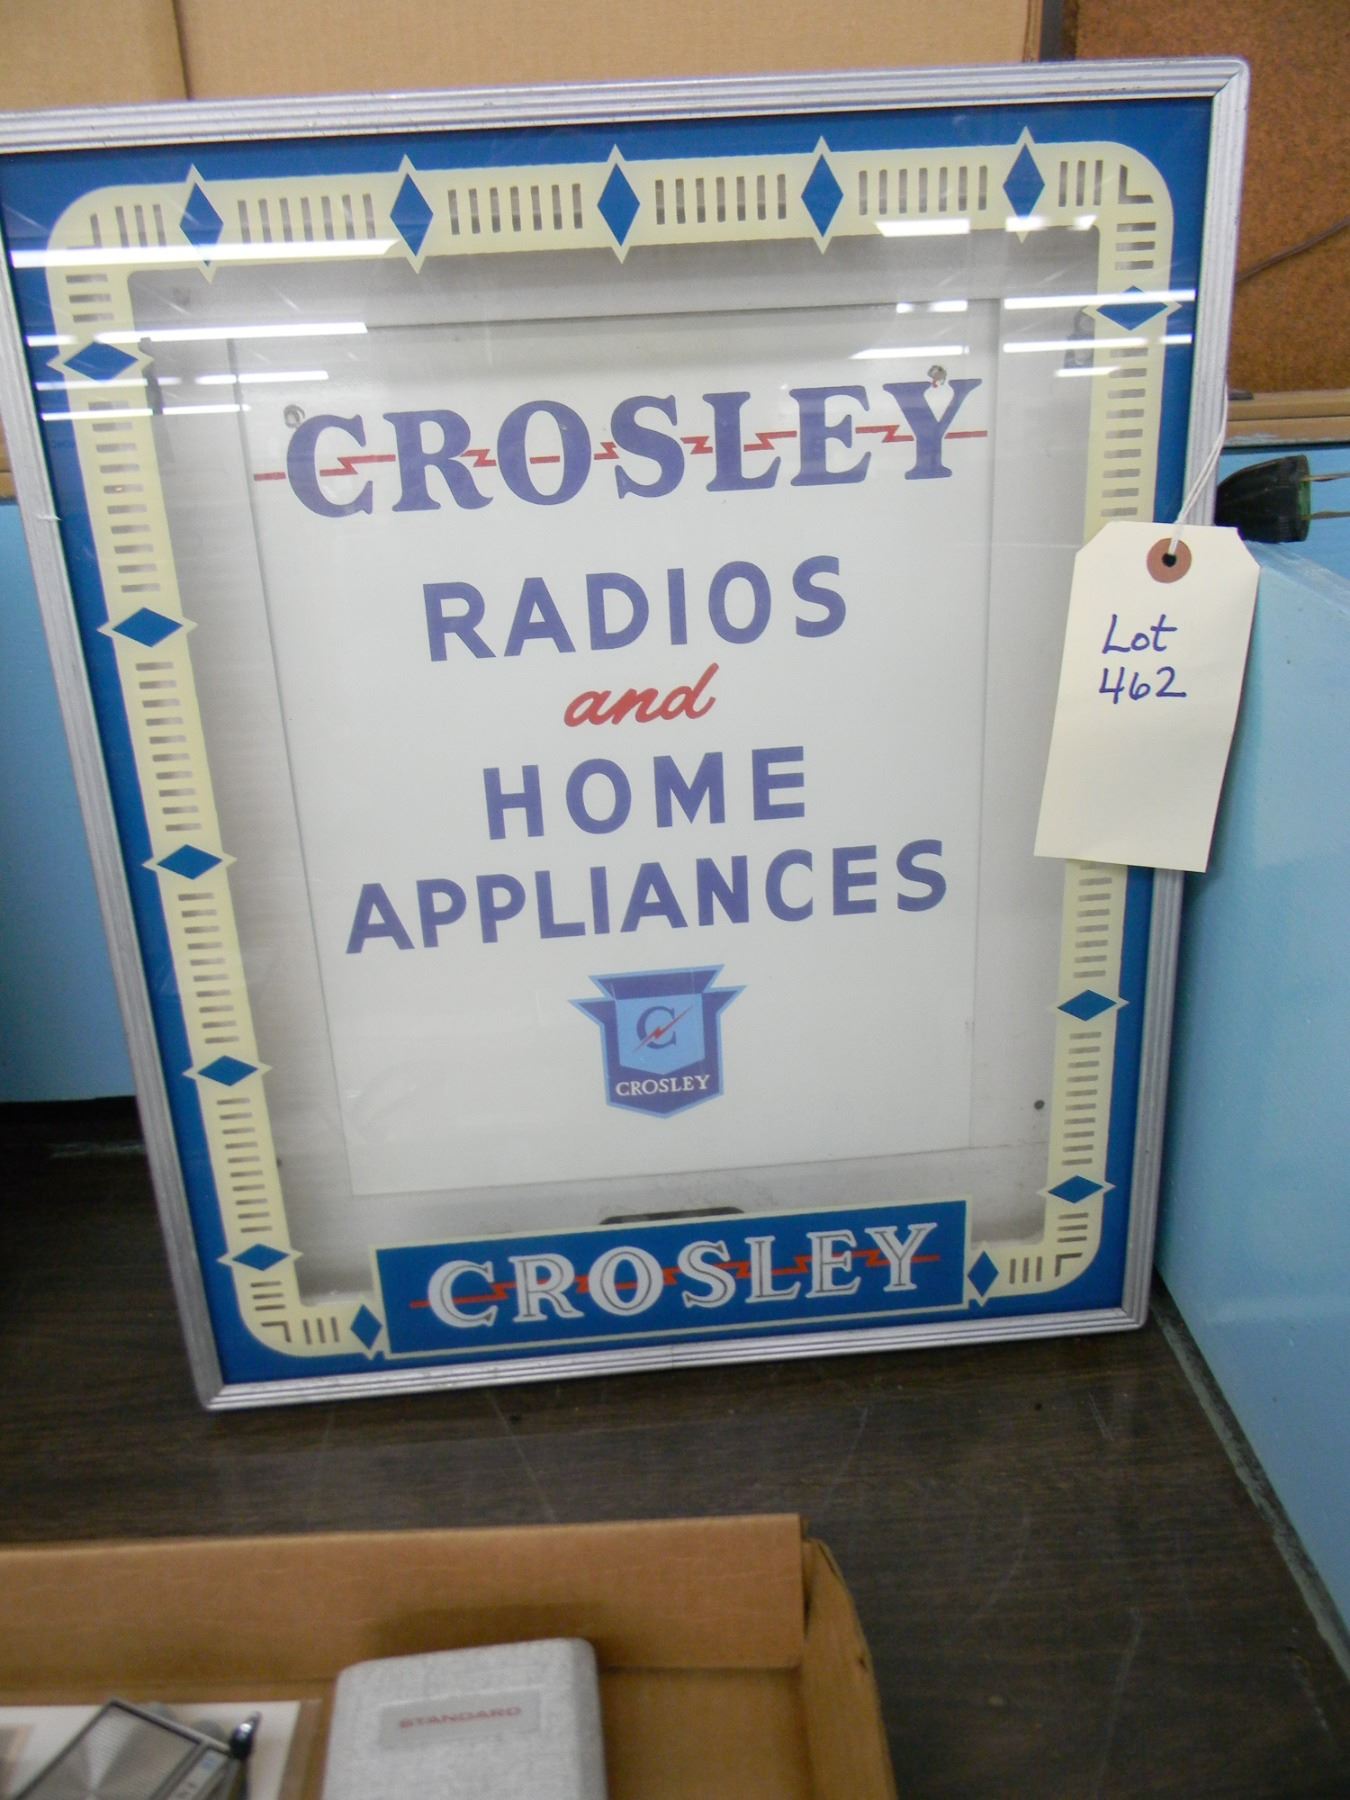 CROSLEY
RADIOS
and
HOME
APPLIANCES
C
CROSLEY
CROSLEY
Lot
462
STANDARD